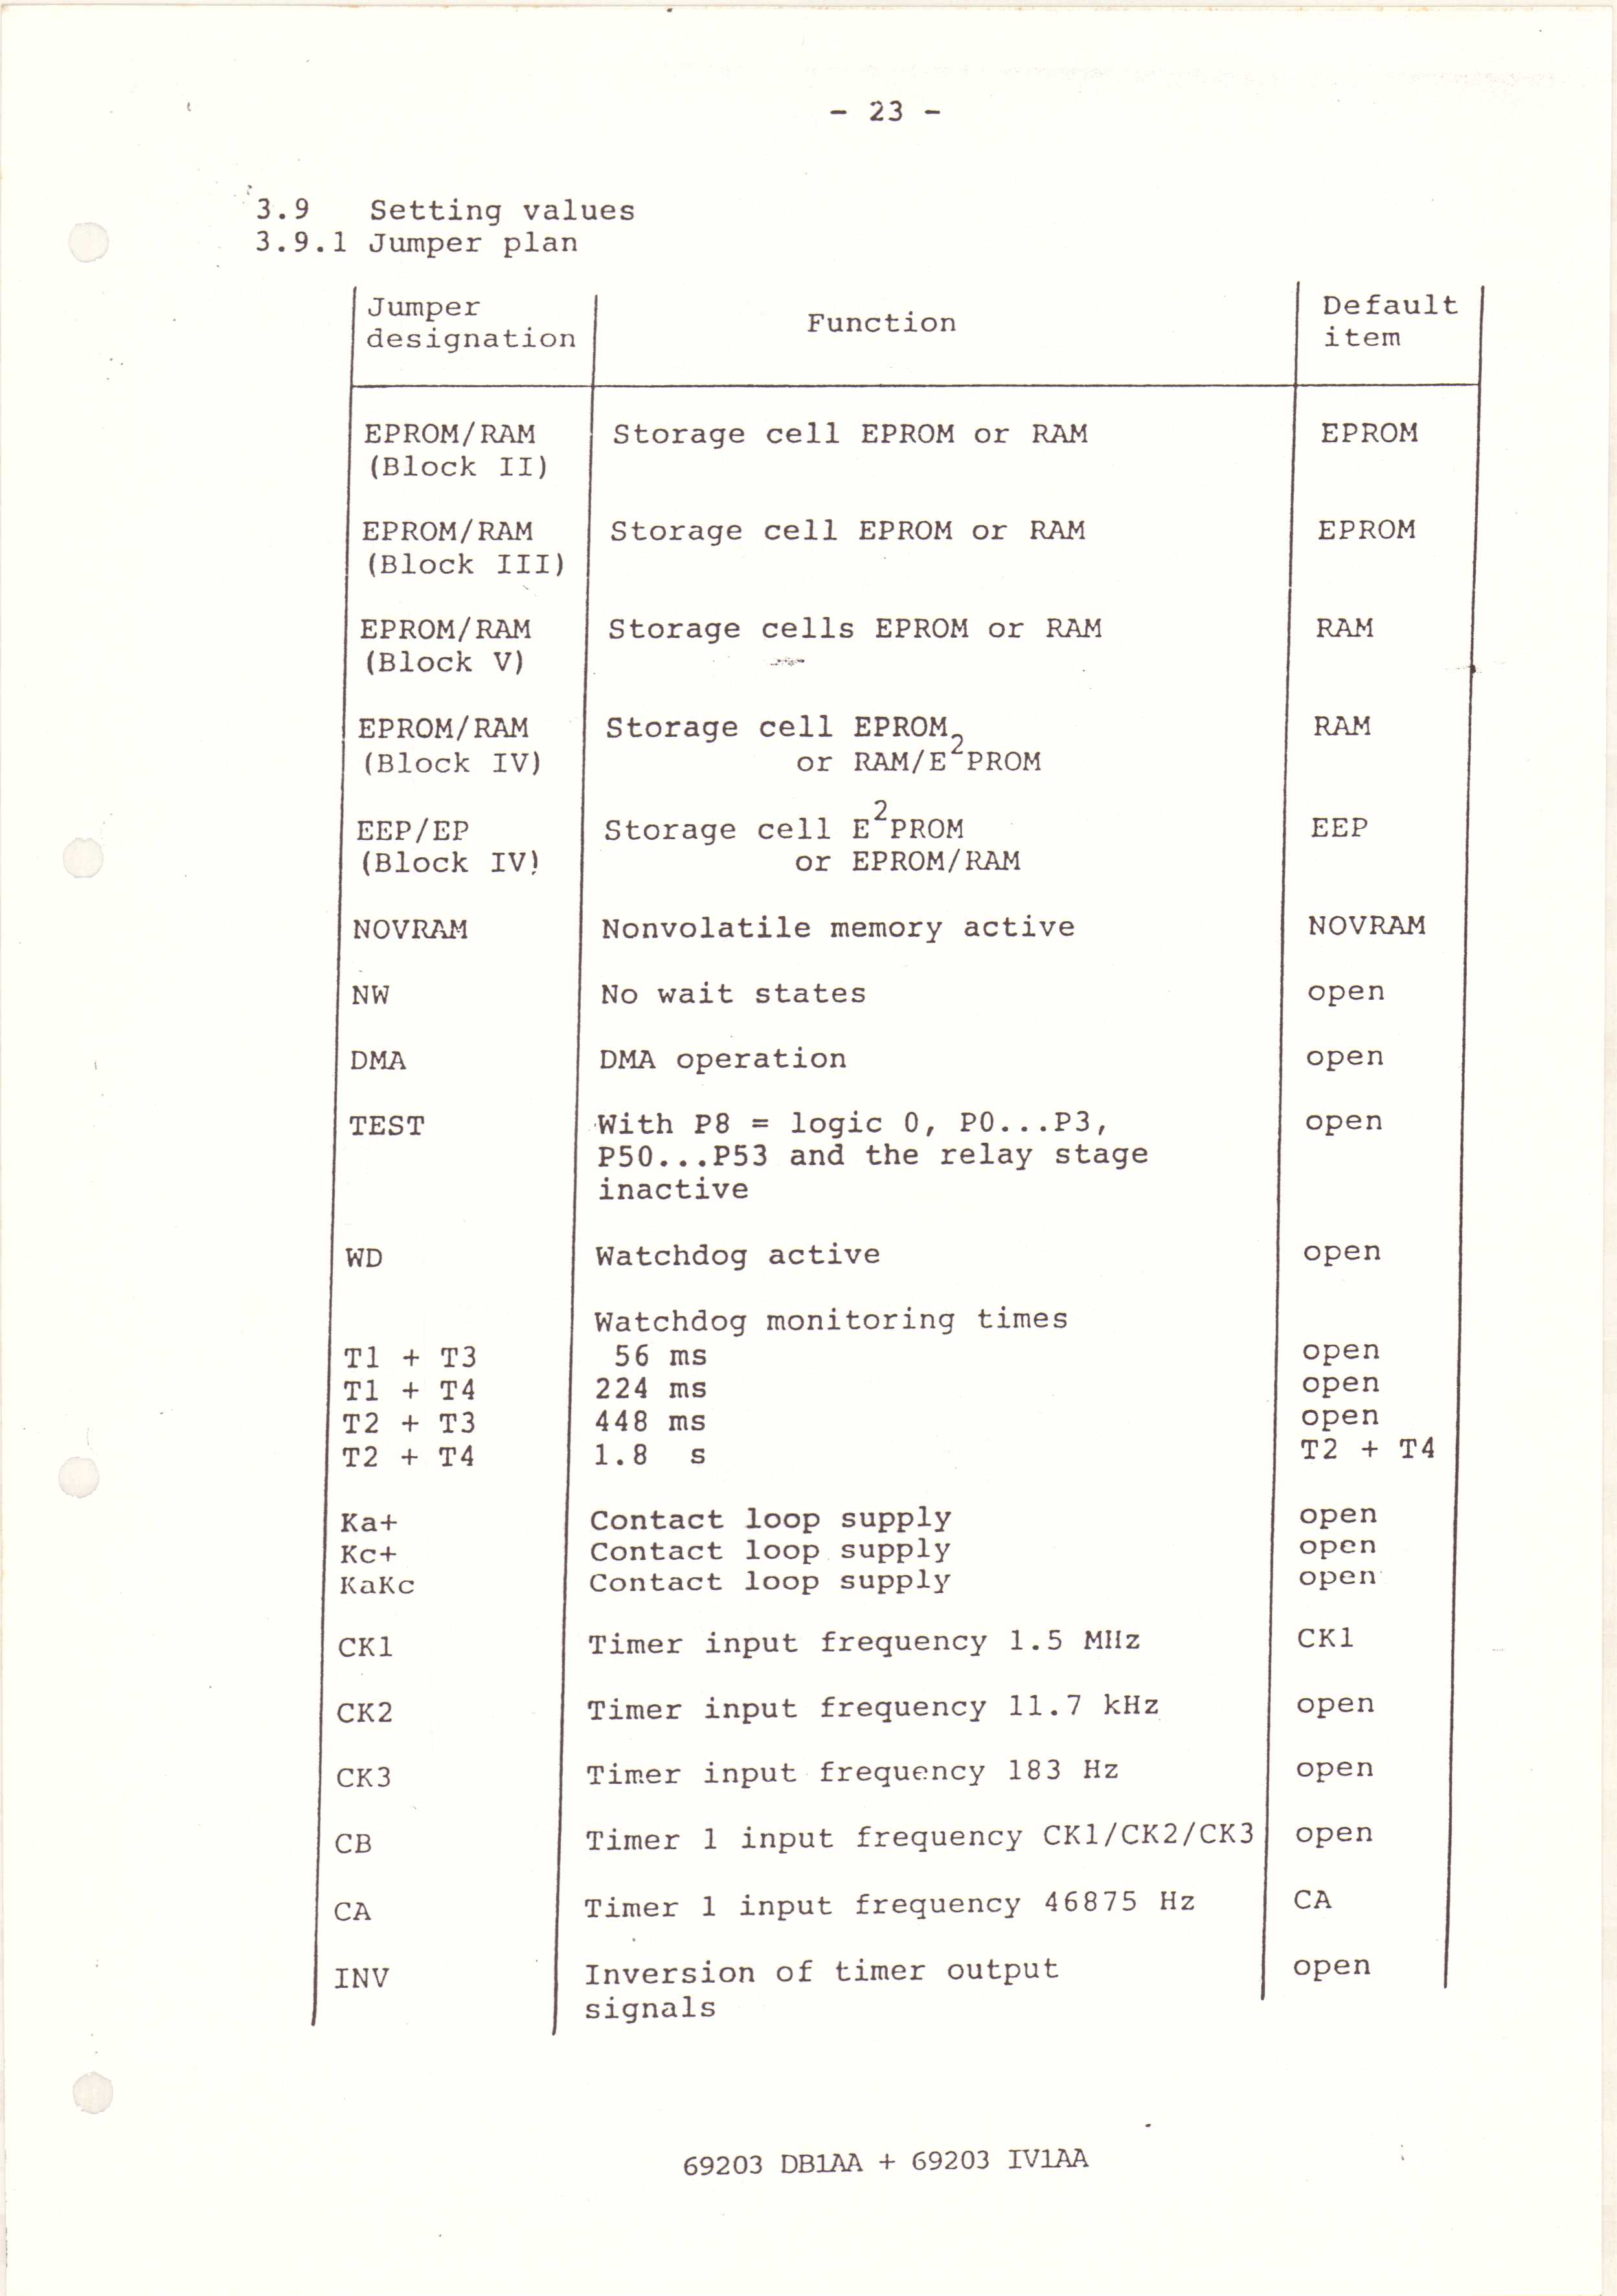 - 23 -
3.9 Setting values
3.9.1 Jumper plan
Jumper designation Function Default item
EPROM/RAM Storage cell EPROM or RAM EPROM
(Block II)
EPROM/RAM Storage cell EPROM or RAM EPROM
(Block III)
EPROM/RAM Storage cells EPROM or RAM RAM
(Block V)
EPROM/RAM Storage cell EPROM RAM
(Block IV) or RAM/E²PROM
EEP/EP Storage cell E²PROM EEP
(Block IV) or EPROM/RAM
NOVRAM Nonvolatile memory active NOVRAM
NW No wait states open
DMA DMA operation open
TEST With P8 = logic 0, P0...P3, open
P50...P53 and the relay stage
inactive
WD Watchdog active open
Watchdog monitoring times
T1 + T3 56 ms open
T1 + T4 224 ms open
T2 + T3 448 ms open
T2 + T4 1.8 s T2 + T4
Ka+ Contact loop supply open
Kc+ Contact loop supply open
KaKc Contact loop supply open
CK1 Timer input frequency 1.5 MHz CK1
CK2 Timer input frequency 11.7 kHz open
CK3 Timer input frequency 183 Hz open
CB Timer 1 input frequency CK1/CK2/CK3 open
CA Timer 1 input frequency 46875 Hz CA
INV Inversion of timer output open
signals
69203 DB1AA + 69203 IV1AA